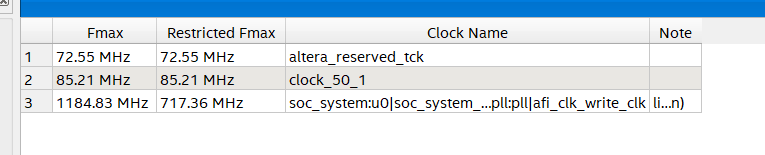 Fmax Restricted Fmax Clock Name Note
1 72.55 MHz 72.55 MHz altera_reserved_tck
2 85.21 MHz 85.21 MHz clock_50_1
3 1184.83 MHz 717.36 MHz soc_system:u0|soc_system_...pll:pll|afi_clk_write_clk li...n)